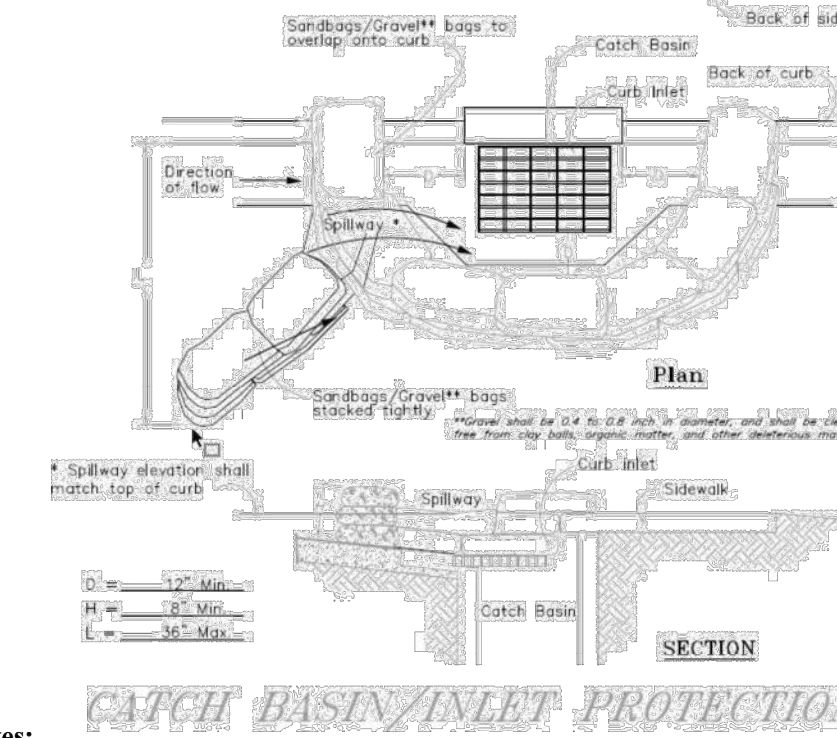 Back of sid
Sandbags/Gravel** bags to
overlap onto curb
Catch Basin
Back of curb
Curb Inlet
D
D
Direction
of flow
Spillway *
L
Plan
Sandbags/Gravel** bags
stacked tightly
**Gravel shall be 0.4 to 0.8 inch in diameter, and shall be cle
free from clay balls, organic matter, and other deleterious ma
Curb inlet
* Spillway elevation shall
match top of curb
Spillway
Sidewalk
D = 12" Min.
H = 8" Min.
L = 36" Max.
Catch Basin
SECTION
CATCH BASIN/INLET PROTECTIO
es: